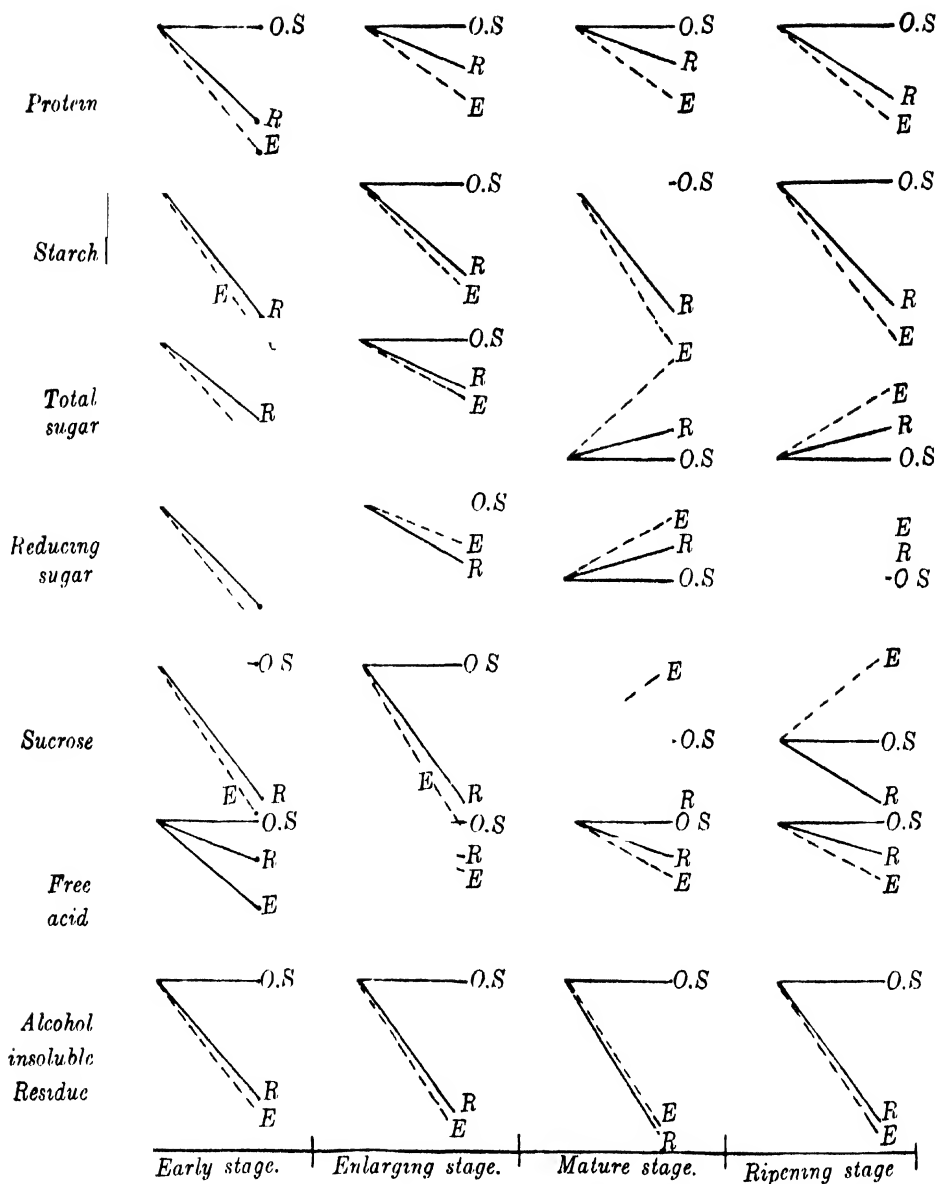 O.S O.S O.S O.S
Protein
R R R R
E E E E
O.S O.S O.S
Starch
E R R R R
E E E
O.S
Total
sugar
R R E E
E R R
O.S O.S
O.S
Reducing
sugar
E E E
R R R
O.S O S
O S O S E E
Sucrose
O.S O.S
E R E R R R
O.S O.S O S O.S
Free
acid
R R R R
E E E E
O.S O.S O.S O.S
Alcohol
insoluble
Residue
R R E R
E E R E
Early stage. Enlarging stage. Mature stage. Ripening stage